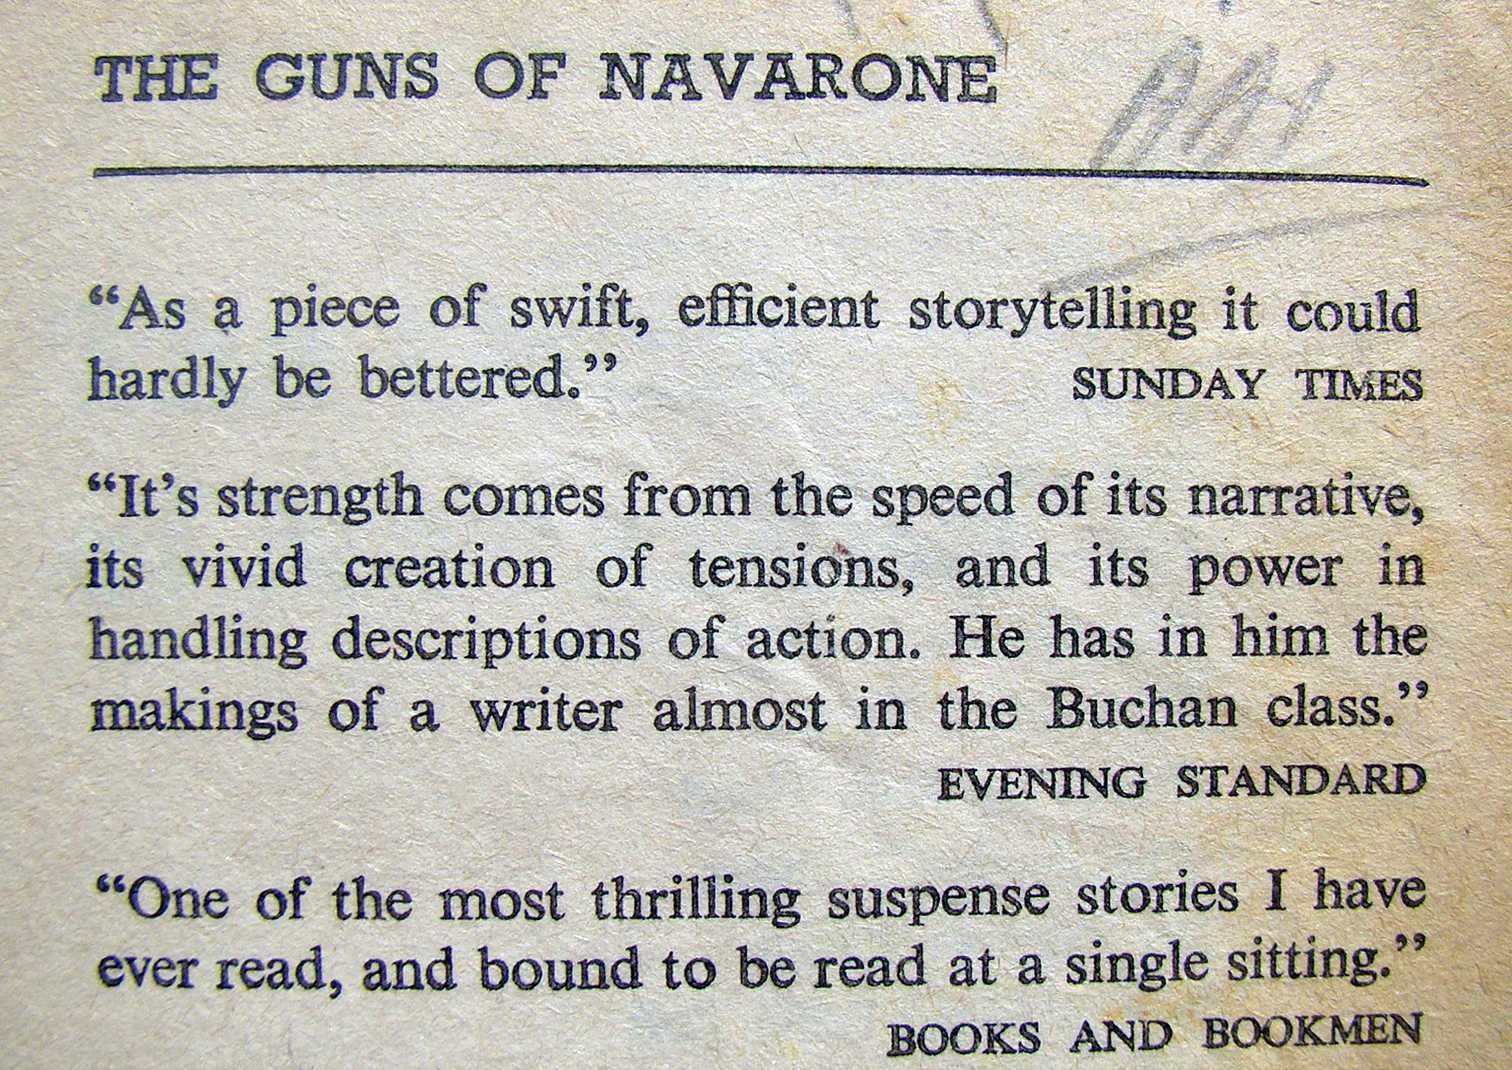 THE GUNS OF NAVARONE
“As a piece of swift, efficient storytelling it could
hardly be bettered.” SUNDAY TIMES
“It’s strength comes from the speed of its narrative,
its vivid creation of tensions, and its power in
handling descriptions of action. He has in him the
makings of a writer almost in the Buchan class.”
EVENING STANDARD
“One of the most thrilling suspense stories I have
ever read, and bound to be read at a single sitting.”
BOOKS AND BOOKMEN